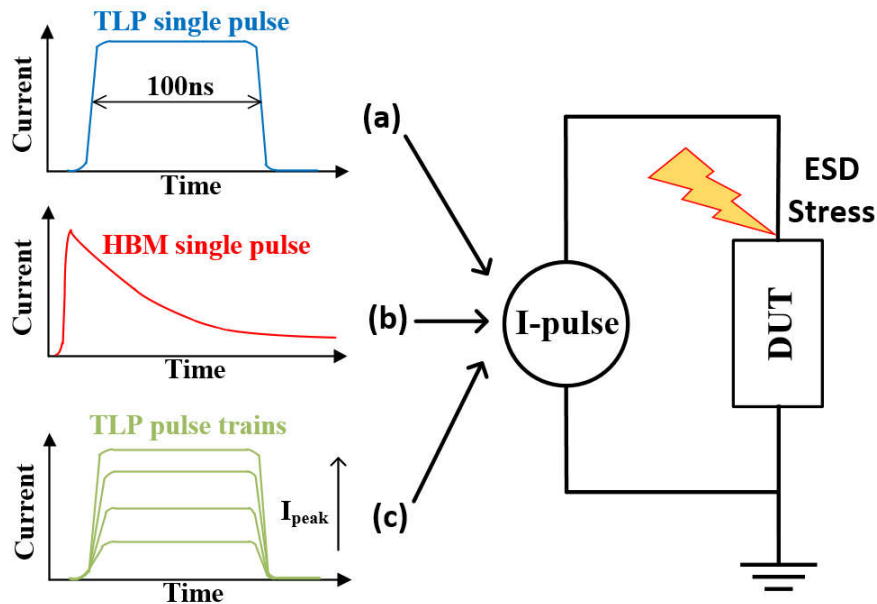 TLP single pulse
Current
100ns
Time
(a)
HBM single pulse
Current
Time
(b)
TLP pulse trains
Current
I_peak
Time
(c)
I-pulse
ESD
Stress
DUT